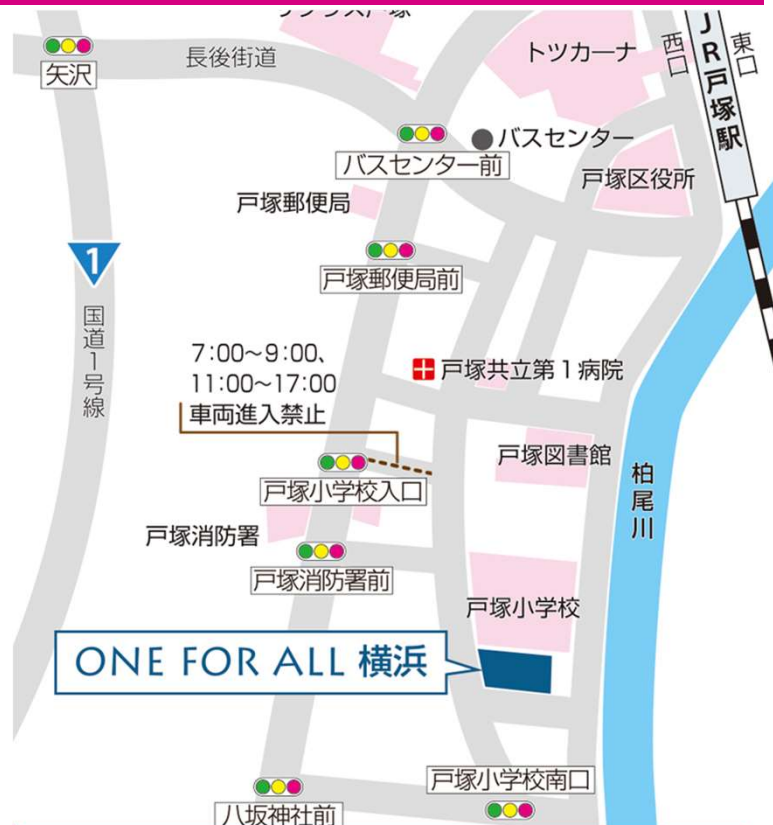 矢沢
長後街道
トツカーナ
西口
東口
JR戸塚駅
バスセンター
バスセンター前
戸塚区役所
戸塚郵便局
戸塚郵便局前
1
国道1号線
7:00〜9:00、
11:00〜17:00
車両進入禁止
戸塚共立第1病院
戸塚図書館
柏尾川
戸塚小学校入口
戸塚消防署
戸塚消防署前
戸塚小学校
ONE FOR ALL 横浜
戸塚小学校南口
八坂神社前